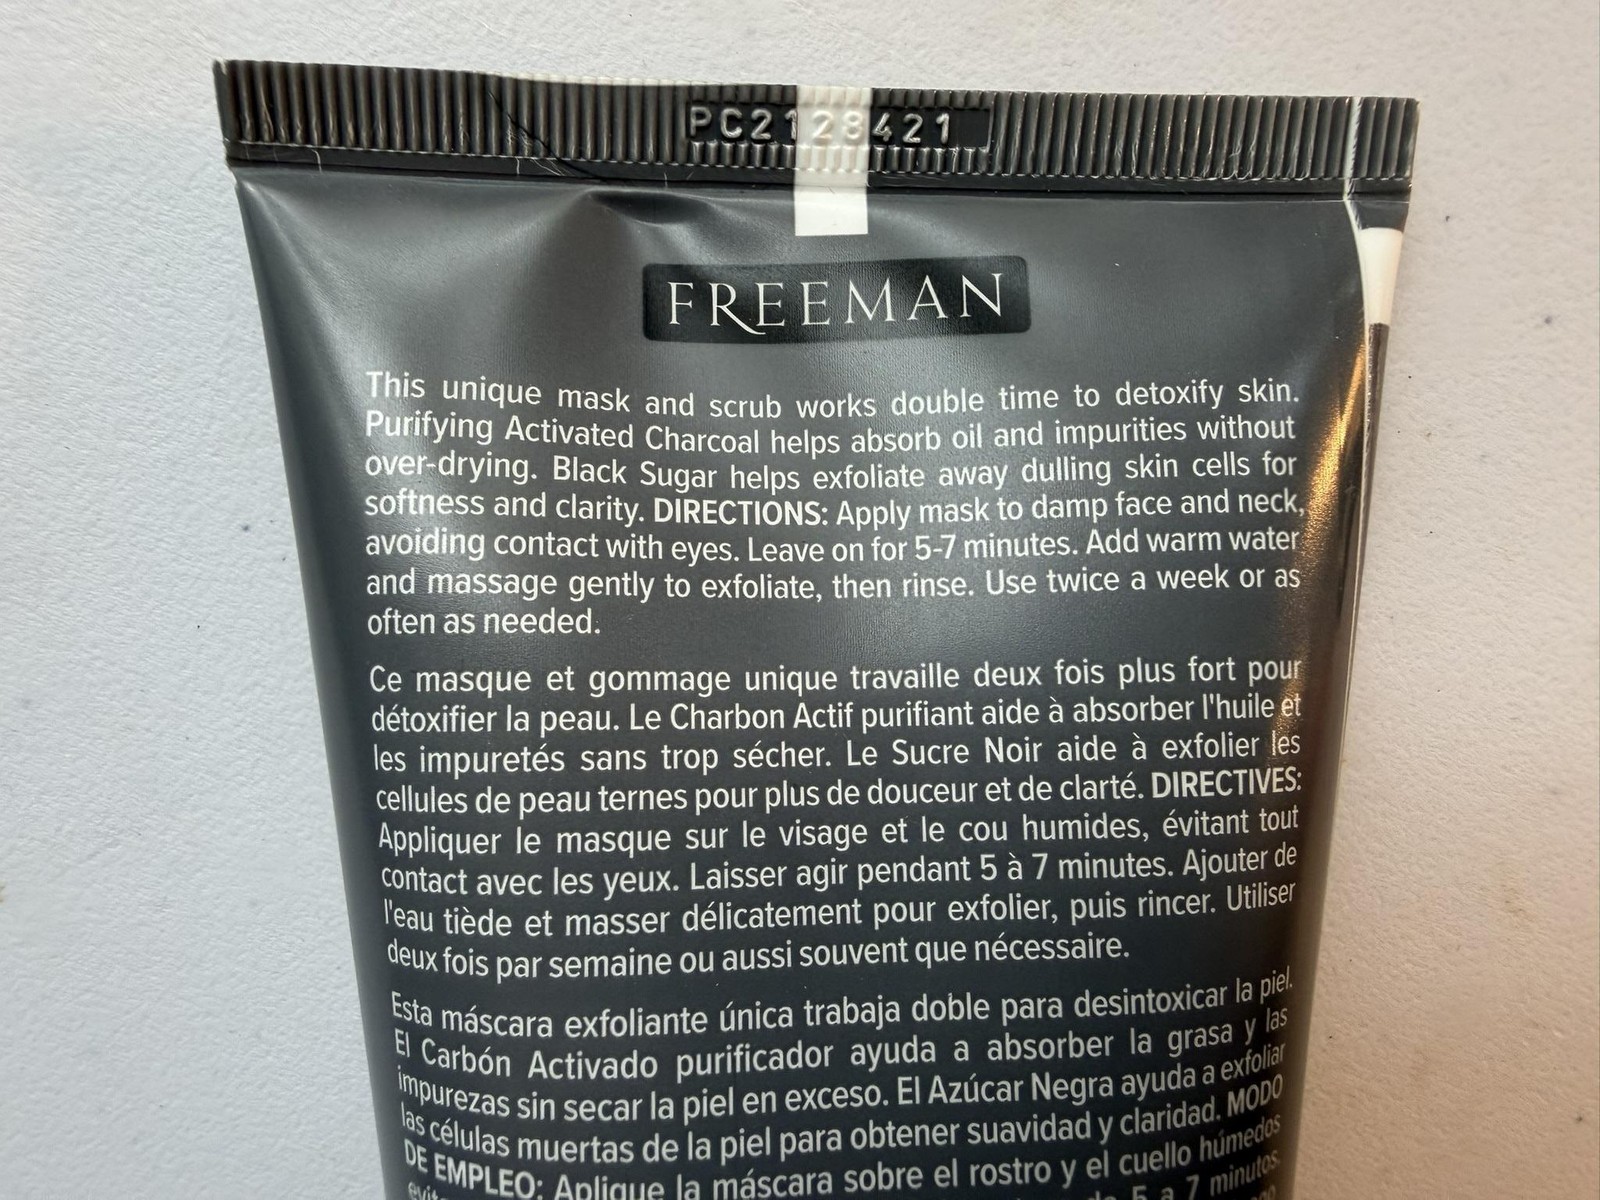 PC2128421
FREEMAN
This unique mask and scrub works double time to detoxify skin.
Purifying Activated Charcoal helps absorb oil and impurities without
over-drying. Black Sugar helps exfoliate away dulling skin cells for
softness and clarity. DIRECTIONS: Apply mask to damp face and neck,
avoiding contact with eyes. Leave on for 5-7 minutes. Add warm water
and massage gently to exfoliate, then rinse. Use twice a week or as
often as needed.
Ce masque et gommage unique travaille deux fois plus fort pour
détoxifier la peau. Le Charbon Actif purifiant aide à absorber l'huile et
les impuretés sans trop sécher. Le Sucre Noir aide à exfolier les
cellules de peau ternes pour plus de douceur et de clarté. DIRECTIVES:
Appliquer le masque sur le visage et le cou humides, évitant tout
contact avec les yeux. Laisser agir pendant 5 à 7 minutes. Ajouter de
l'eau tiède et masser délicatement pour exfolier, puis rincer. Utiliser
deux fois par semaine ou aussi souvent que nécessaire.
Esta máscara exfoliante única trabaja doble para desintoxicar la piel.
El Carbón Activado purificador ayuda a absorber la grasa y las
impurezas sin secar la piel en exceso. El Azúcar Negra ayuda a exfoliar
las células muertas de la piel para obtener suavidad y claridad. MODO
DE EMPLEO: Aplique la máscara sobre el rostro y el cuello húmedos
5 a 7 minutos.